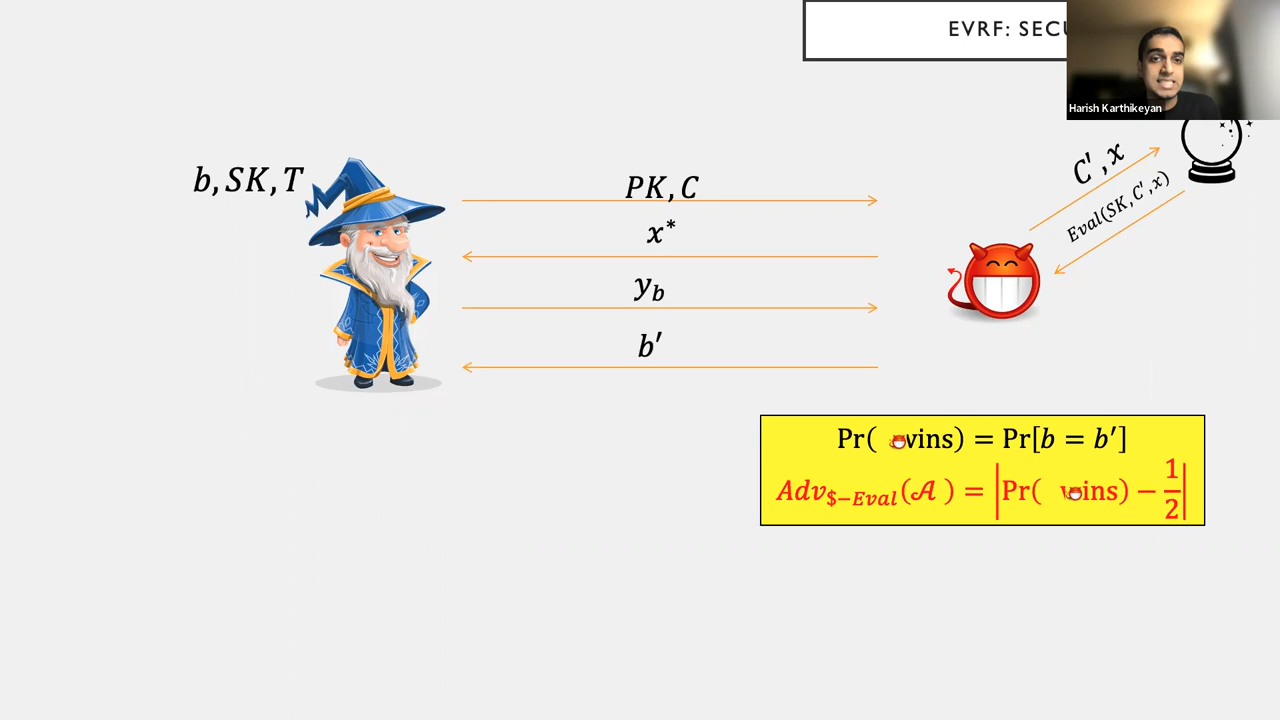 EVRF: SECU
Harish Karthikeyan
b, SK, T
PK, C
x*
y_b
b′
C′, x
Eval(SK, C′, x)
Pr( wins) = Pr[b = b′]
Adv_{$−Eval}(𝒜 ) = |Pr( wins) − 1/2|